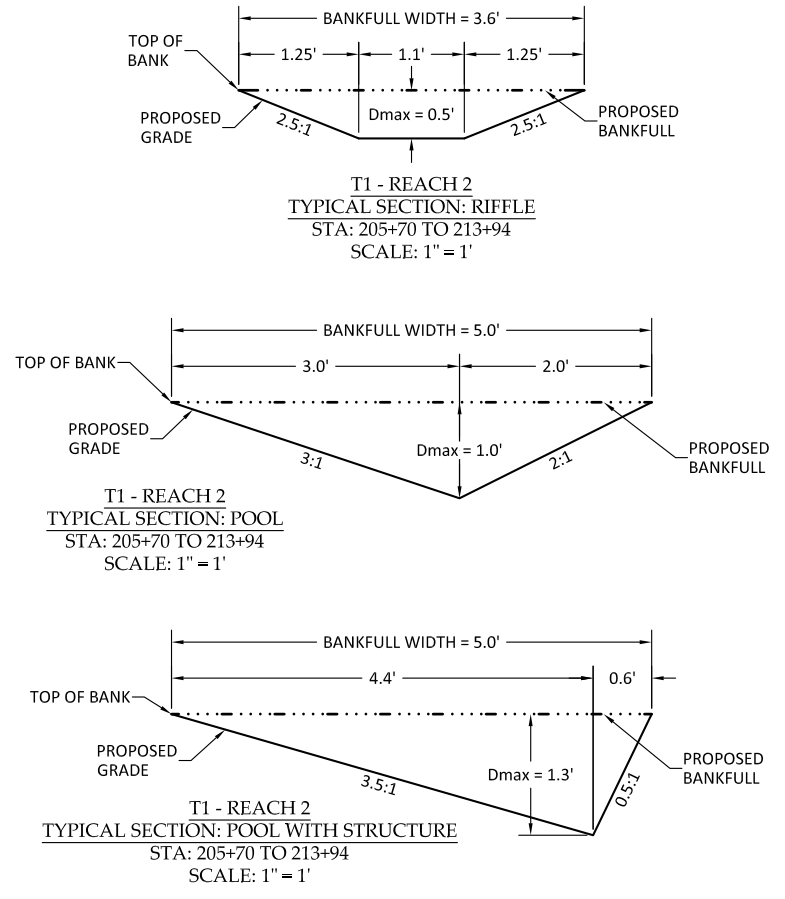 BANKFULL WIDTH = 3.6'
TOP OF
BANK
1.25'
1.1'
1.25'
PROPOSED
GRADE
2.5:1
Dmax = 0.5'
2.5:1
PROPOSED
BANKFULL
T1 - REACH 2
TYPICAL SECTION: RIFFLE
STA: 205+70 TO 213+94
SCALE: 1" = 1'
BANKFULL WIDTH = 5.0'
TOP OF BANK
3.0'
2.0'
PROPOSED
GRADE
3:1
Dmax = 1.0'
2:1
PROPOSED
BANKFULL
T1 - REACH 2
TYPICAL SECTION: POOL
STA: 205+70 TO 213+94
SCALE: 1" = 1'
BANKFULL WIDTH = 5.0'
4.4'
0.6'
TOP OF BANK
PROPOSED
GRADE
3.5:1
Dmax = 1.3'
0.5:1
PROPOSED
BANKFULL
T1 - REACH 2
TYPICAL SECTION: POOL WITH STRUCTURE
STA: 205+70 TO 213+94
SCALE: 1" = 1'